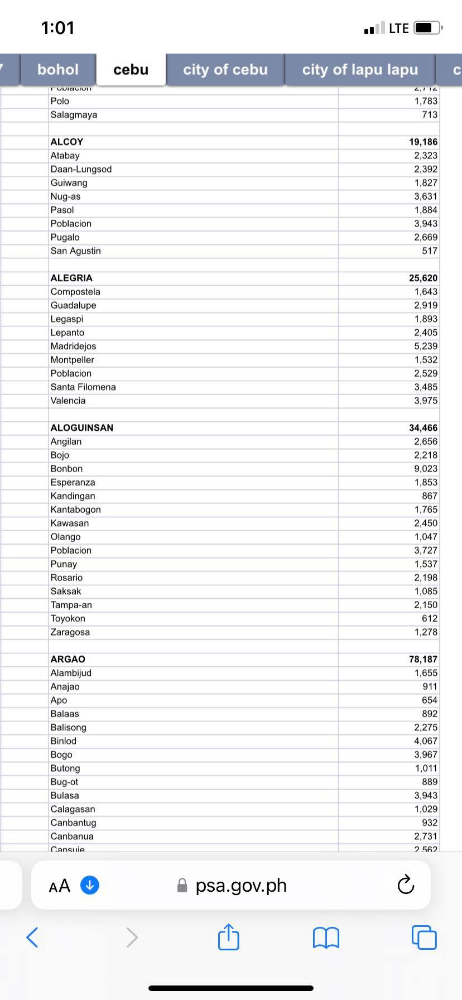 1:01 LTE
bohol cebu city of cebu city of lapu lapu c
Poblacion 2,712
Polo 1,783
Salagmaya 713
ALCOY 19,186
Atabay 2,323
Daan-Lungsod 2,392
Guiwang 1,827
Nug-as 3,631
Pasol 1,884
Poblacion 3,943
Pugalo 2,669
San Agustin 517
ALEGRIA 25,620
Compostela 1,643
Guadalupe 2,919
Legaspi 1,893
Lepanto 2,405
Madridejos 5,239
Montpeller 1,532
Poblacion 2,529
Santa Filomena 3,485
Valencia 3,975
ALOGUINSAN 34,466
Angilan 2,656
Bojo 2,218
Bonbon 9,023
Esperanza 1,853
Kandingan 867
Kantabogon 1,765
Kawasan 2,450
Olango 1,047
Poblacion 3,727
Punay 1,537
Rosario 2,198
Saksak 1,085
Tampa-an 2,150
Toyokon 612
Zaragosa 1,278
ARGAO 78,187
Alambijud 1,655
Anajao 911
Apo 654
Balaas 892
Balisong 2,275
Binlod 4,067
Bogo 3,967
Butong 1,011
Bug-ot 889
Bulasa 3,943
Calagasan 1,029
Canbantug 932
Canbanua 2,731
Cansuje 2,562
AA psa.gov.ph